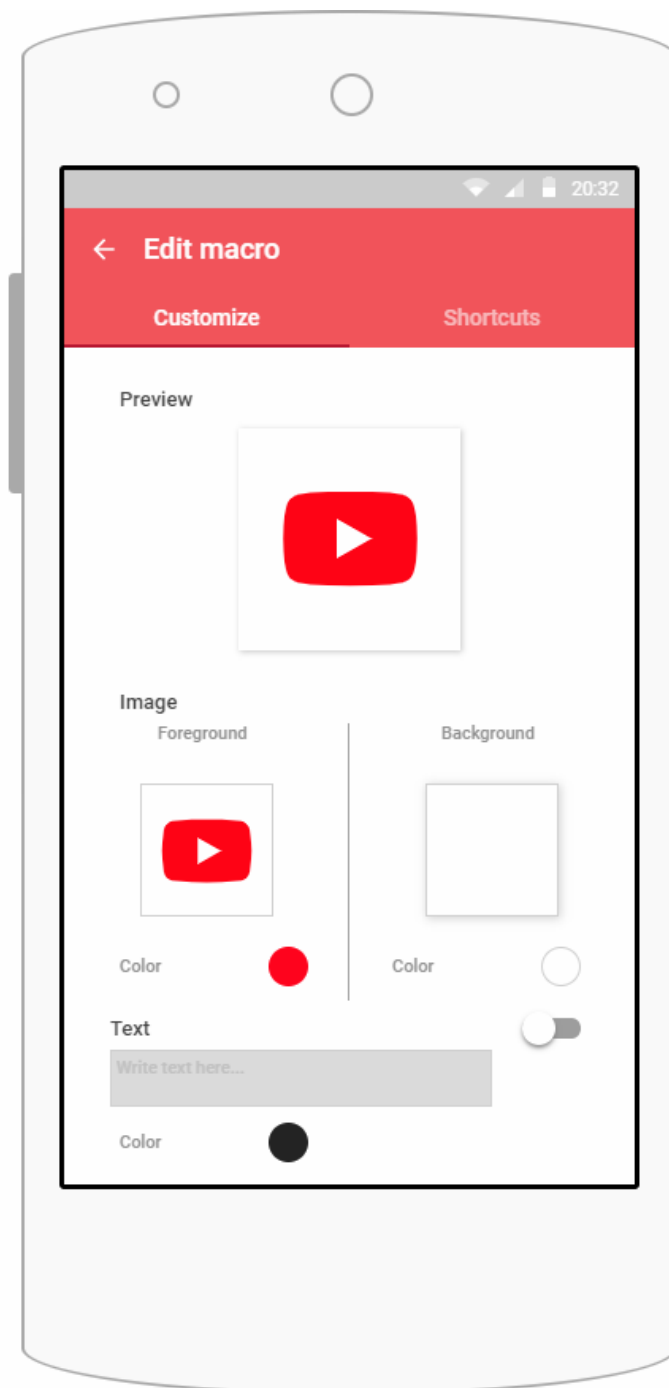 20:32
Edit macro
Customize Shortcuts
Preview
Image
Foreground Background
Color Color
Text
Write text here...
Color